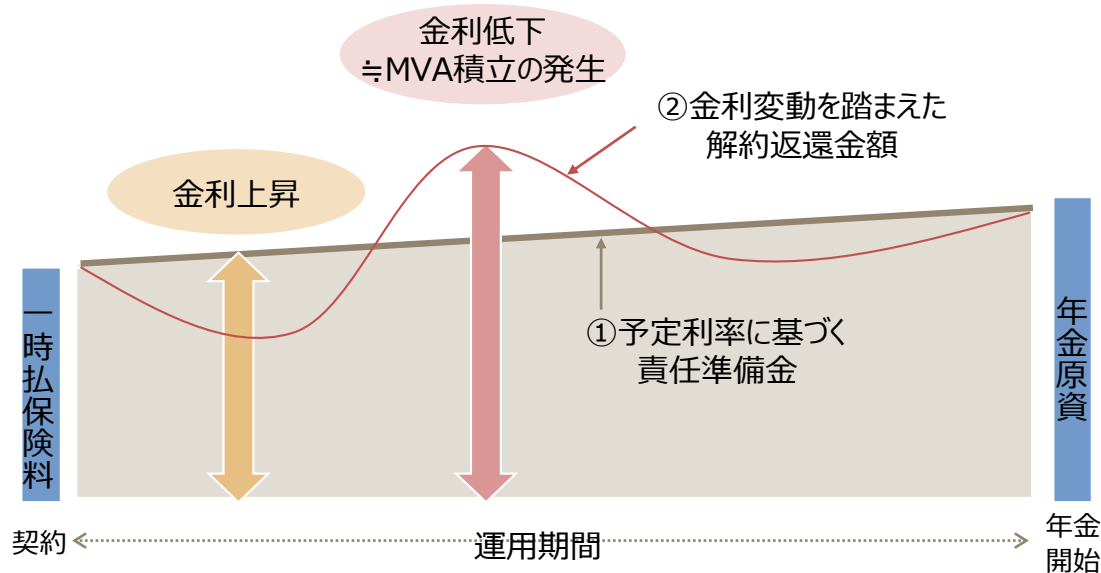 金利低下
≒MVA積立の発生
②金利変動を踏まえた
解約返還金額
金利上昇
一時払保険料
①予定利率に基づく
責任準備金
年金原資
契約
運用期間
年金
開始